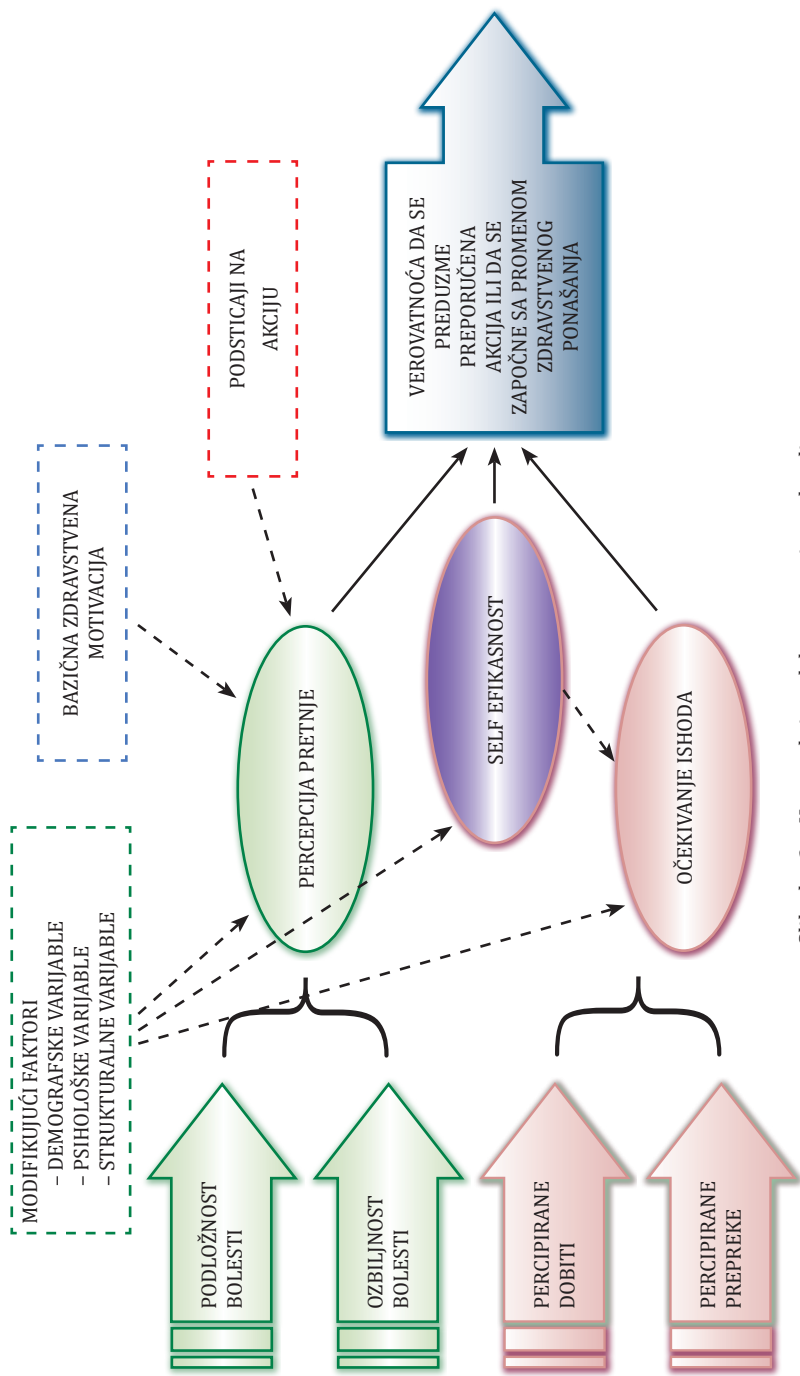 MODIFIKUJUĆI FAKTORI
– DEMOGRAFSKE VARIJABLE
– PSIHOLOŠKE VARIJABLE
– STRUKTURALNE VARIJABLE
BAZIČNA ZDRAVSTVENA
MOTIVACIJA
PODSTICAJI NA
AKCIJU
PODLOŽNOST
BOLESTI
OZBILJNOST
BOLESTI
PERCIPIRANE
DOBITI
PERCIPIRANE
PREPREKE
PERCEPCIJA PRETNJE
SELF EFIKASNOST
OČEKIVANJE ISHODA
VEROVATNOĆA DA SE
PREDUZME
PREPORUČENA
AKCIJA ILI DA SE
ZAPOČNE SA PROMENOM
ZDRAVSTVENOG
PONAŠANJA